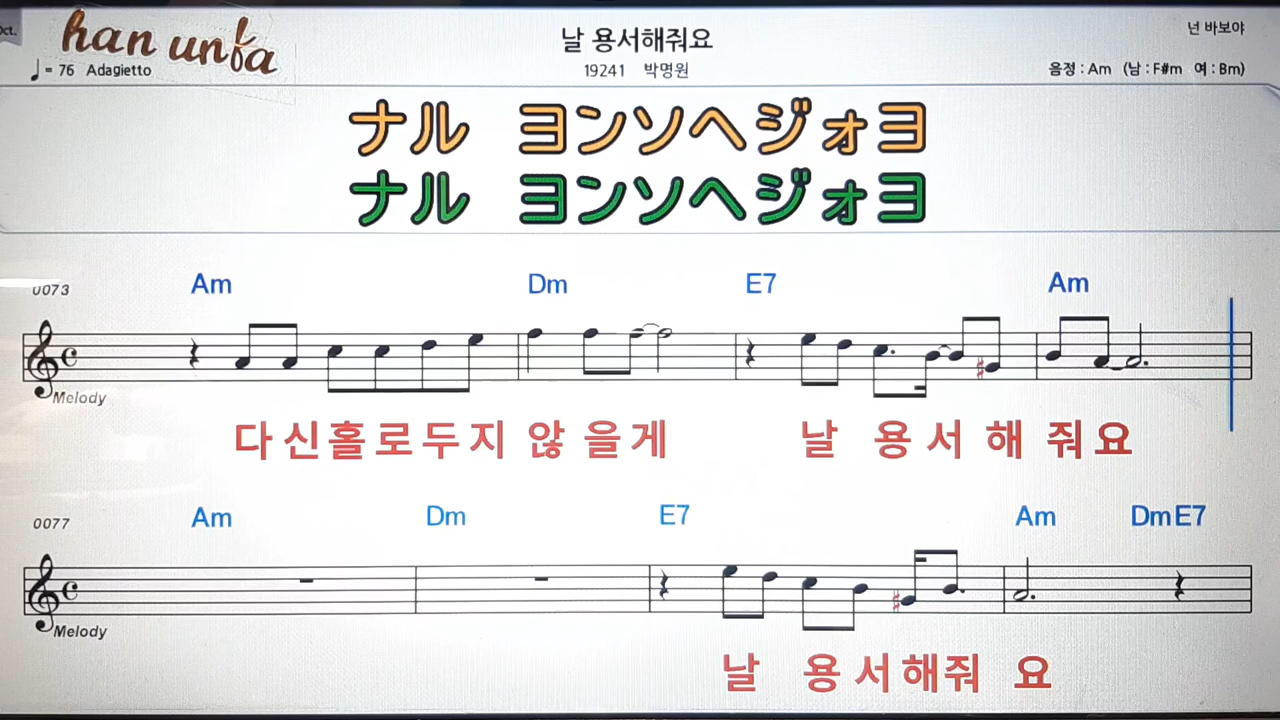 Oct.
han unfa
날 용서해줘요
넌 바보야
♩= 76 Adagietto
19241 박명원
음정 : Am (남 : F#m 여 : Bm)
ナル ヨンソヘジォヨ
ナル ヨンソヘジォヨ
0073 Am Dm E7 Am
Melody
다신홀로두지 않 을게 날 용 서 해 줘요
0077 Am Dm E7 Am Dm E7
Melody
날 용 서해줘 요